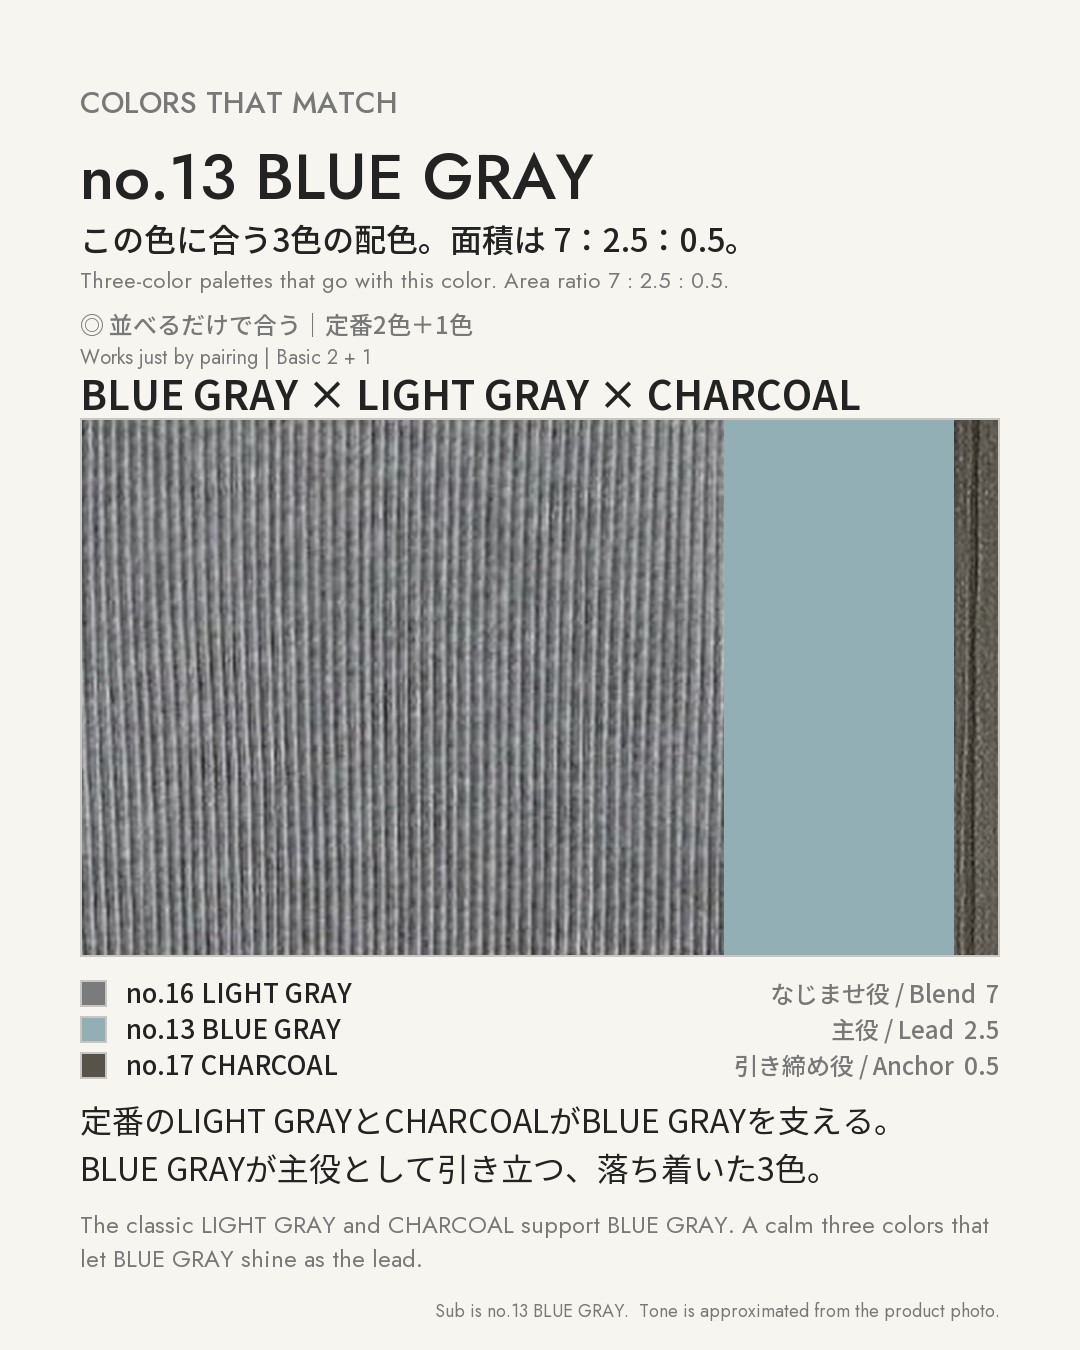 COLORS THAT MATCH
no.13 BLUE GRAY
この色に合う3色の配色。面積は 7：2.5：0.5。
Three-color palettes that go with this color. Area ratio 7 : 2.5 : 0.5.
◎ 並べるだけで合う｜定番2色＋1色
Works just by pairing | Basic 2 + 1
BLUE GRAY × LIGHT GRAY × CHARCOAL
no.16 LIGHT GRAY なじませ役 / Blend 7
no.13 BLUE GRAY 主役 / Lead 2.5
no.17 CHARCOAL 引き締め役 / Anchor 0.5
定番のLIGHT GRAYとCHARCOALがBLUE GRAYを支える。
BLUE GRAYが主役として引き立つ、落ち着いた3色。
The classic LIGHT GRAY and CHARCOAL support BLUE GRAY. A calm three colors that
let BLUE GRAY shine as the lead.
Sub is no.13 BLUE GRAY. Tone is approximated from the product photo.